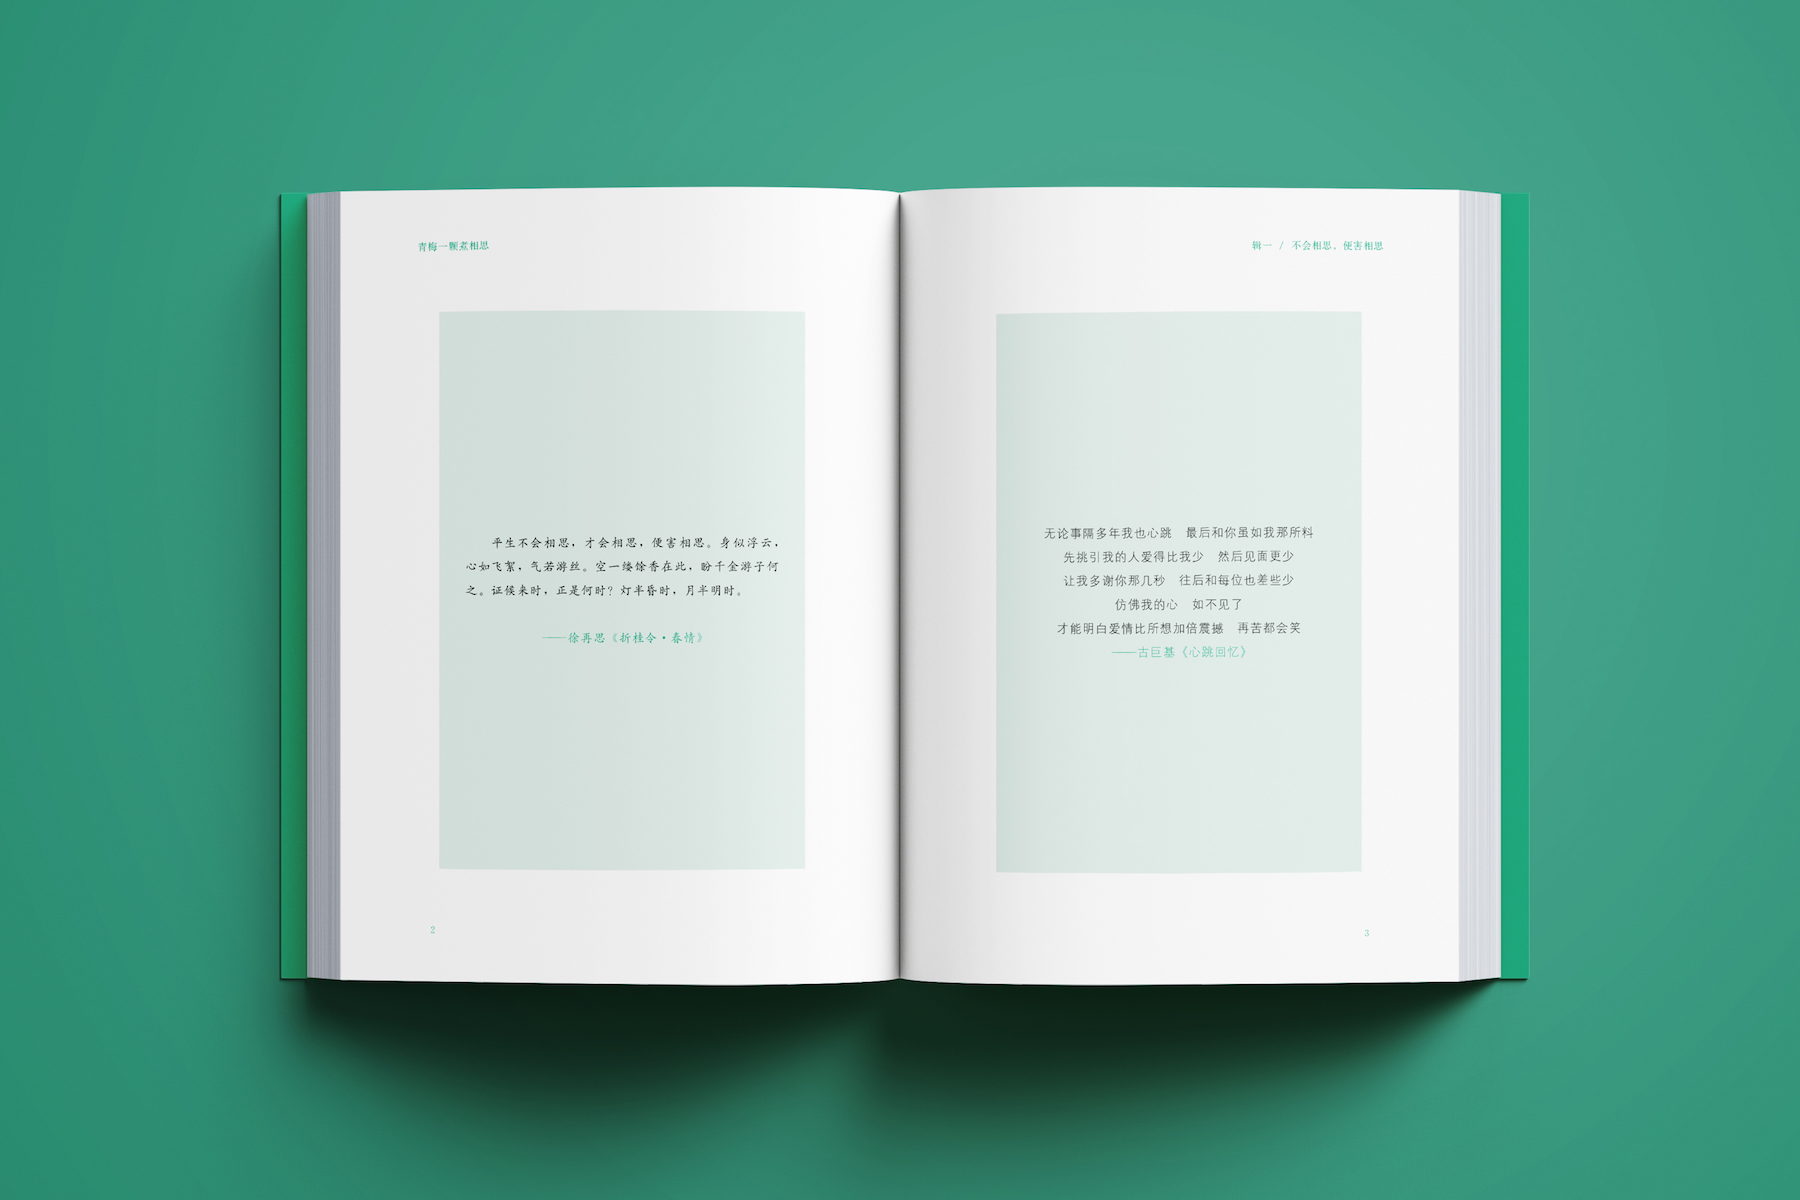 青梅一颗煮相思
平生不会相思，才会相思，便害相思。身似浮云，
心如飞絮，气若游丝。空一缕馀香在此，盼千金游子何
之。证候来时，正是何时？灯半昏时，月半明时。
——徐再思《折桂令·春情》
2
辑一 / 不会相思，便害相思
无论事隔多年我也心跳　最后和你虽如我那所料
先挑引我的人爱得比我少　然后见面更少
让我多谢你那几秒　往后和每位也差些少
仿佛我的心　如不见了
才能明白爱情比所想加倍震撼　再苦都会笑
——古巨基《心跳回忆》
3